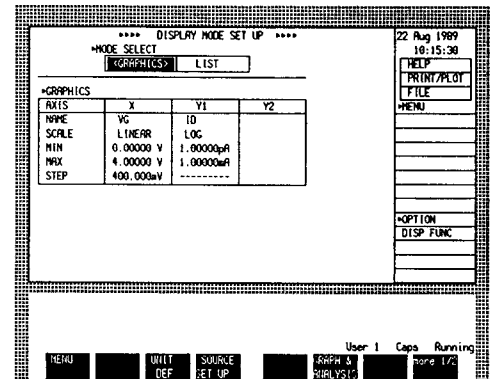 ▸▸▸▸ DISPLAY MODE SET UP ▸▸▸▸
22 Aug 1989
10:15:30
▸MODE SELECT
<GRAPHICS> LIST
HELP
PRINT/PLOT
FILE
▸MENU
▸GRAPHICS
AXIS X Y1 Y2
NAME VG ID
SCALE LINEAR LOG
MIN 0.00000 V 1.00000pA
MAX 4.00000 V 1.00000mA
STEP 400.000mV ---------
▸OPTION
DISP FUNC
User 1 Caps Running
MENU UNIT DEF SOURCE SET UP GRAPH & ANALYSIS more 1/2